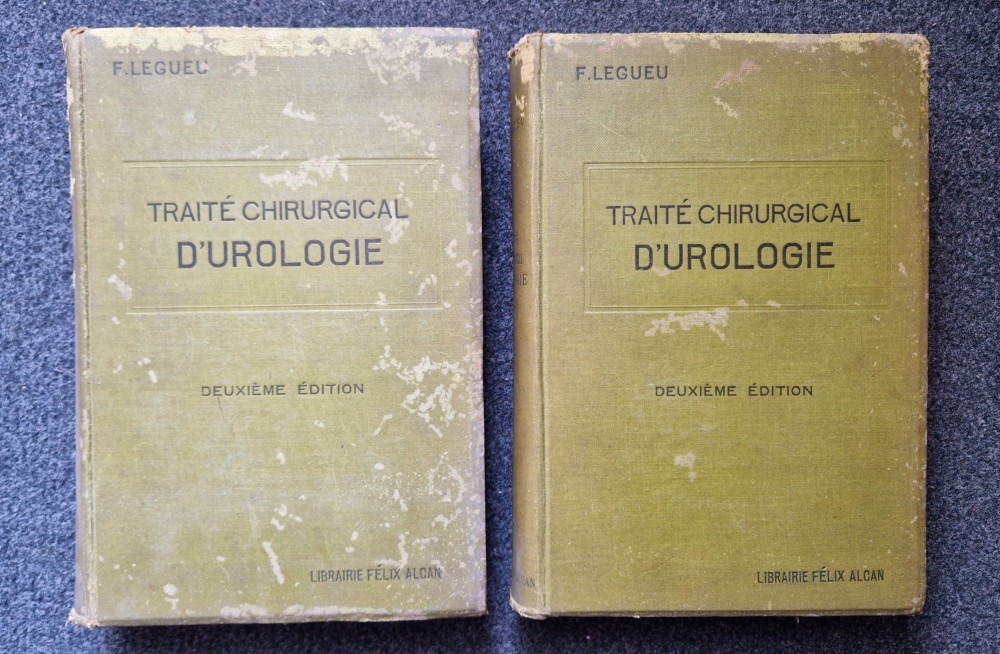 F. LEGUEU
TRAITÉ CHIRURGICAL
D'UROLOGIE
DEUXIÈME ÉDITION
LIBRAIRIE FÉLIX ALCAN
F. LEGUEU
TRAITÉ CHIRURGICAL
D'UROLOGIE
DEUXIÈME ÉDITION
LIBRAIRIE FÉLIX ALCAN